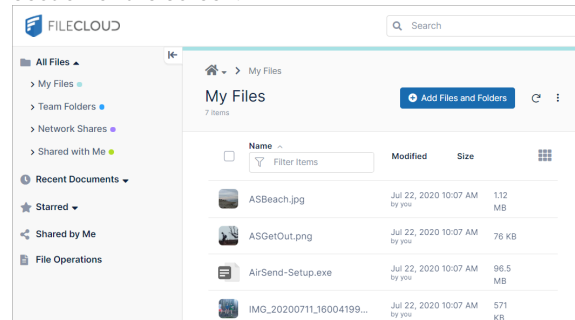 FILECLOUD
Search
All Files
My Files
Team Folders
Network Shares
Shared with Me
Recent Documents
Starred
Shared by Me
File Operations
My Files
My Files
7 items
Add Files and Folders
Name
Modified
Size
Filter Items
ASBeach.jpg
Jul 22, 2020 10:07 AM
by you
1.12
MB
ASGetOut.png
Jul 22, 2020 10:07 AM
by you
76 KB
AirSend-Setup.exe
Jul 22, 2020 10:07 AM
by you
96.5
MB
IMG_20200711_16004199...
Jul 22, 2020 10:07 AM
by you
571
KB